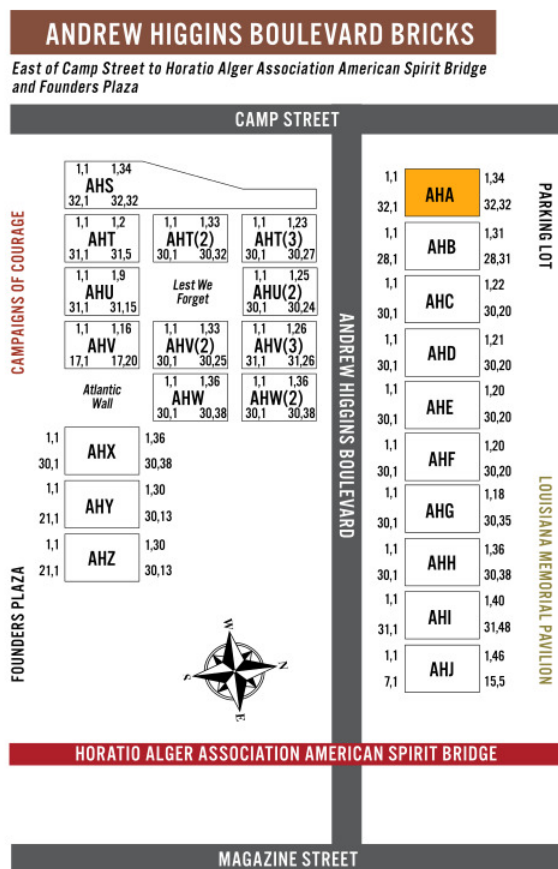 ANDREW HIGGINS BOULEVARD BRICKS
East of Camp Street to Horatio Alger Association American Spirit Bridge
and Founders Plaza
CAMP STREET
CAMPAIGNS OF COURAGE
FOUNDERS PLAZA
1,1 1,34
AHS
32,1 32,32
1,1 1,2
AHT
31,1 31,5
1,1 1,33
AHT(2)
30,1 30,32
1,1 1,23
AHT(3)
30,1 30,27
1,1 1,9
AHU
31,1 31,15
Lest We
Forget
1,1 1,25
AHU(2)
30,1 30,24
1,1 1,16
AHV
17,1 17,20
1,1 1,33
AHV(2)
30,1 30,25
1,1 1,26
AHV(3)
31,1 31,26
Atlantic
Wall
1,1 1,36
AHW
30,1 30,38
1,1 1,36
AHW(2)
30,1 30,38
1,1 1,36
AHX
30,1 30,38
1,1 1,30
AHY
21,1 30,13
1,1 1,30
AHZ
21,1 30,13
W
N
S
E
ANDREW HIGGINS BOULEVARD
1,1 1,34
AHA
32,1 32,32
1,1 1,31
AHB
28,1 28,31
1,1 1,22
AHC
30,1 30,20
1,1 1,21
AHD
30,1 30,20
1,1 1,20
AHE
30,1 30,20
1,1 1,20
AHF
30,1 30,20
1,1 1,18
AHG
30,1 30,35
1,1 1,36
AHH
30,1 30,38
1,1 1,40
AHI
31,1 31,48
1,1 1,46
AHJ
7,1 15,5
PARKING LOT
LOUISIANA MEMORIAL PAVILION
HORATIO ALGER ASSOCIATION AMERICAN SPIRIT BRIDGE
MAGAZINE STREET